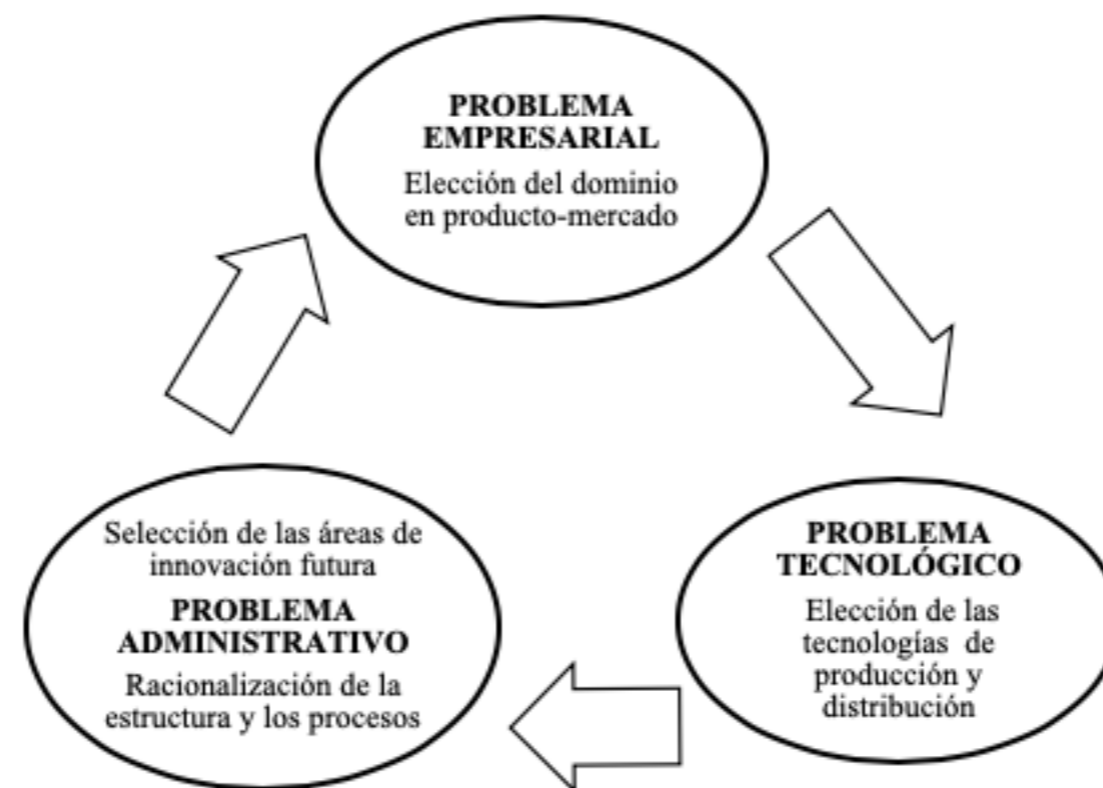 PROBLEMA
EMPRESARIAL
Elección del dominio
en producto-mercado
PROBLEMA
TECNOLÓGICO
Elección de las
tecnologías de
producción y
distribución
Selección de las áreas de
innovación futura
PROBLEMA
ADMINISTRATIVO
Racionalización de la
estructura y los procesos